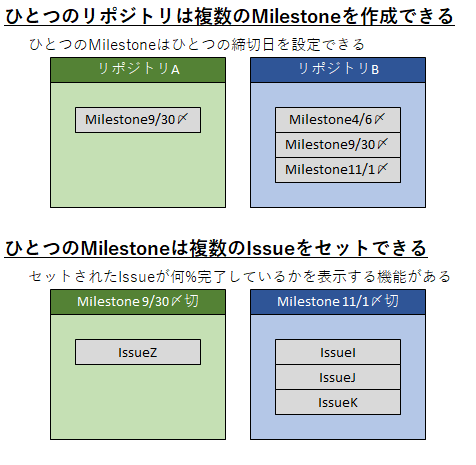 ひとつのリポジトリは複数のMilestoneを作成できる
ひとつのMilestoneはひとつの締切日を設定できる
リポジトリA
リポジトリB
Milestone9/30〆
Milestone4/6〆
Milestone9/30〆
Milestone11/1〆
ひとつのMilestoneは複数のIssueをセットできる
セットされたIssueが何%完了しているかを表示する機能がある
Milestone 9/30〆切
Milestone 11/1〆切
IssueZ
IssueI
IssueJ
IssueK